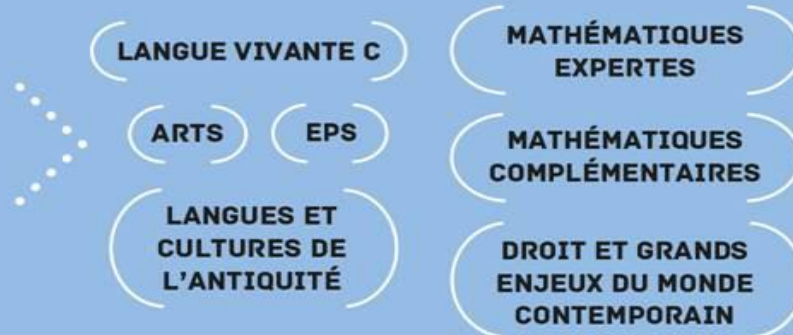 LANGUE VIVANTE C
ARTS
EPS
LANGUES ET
CULTURES DE
L'ANTIQUITÉ
MATHÉMATIQUES
EXPERTES
MATHÉMATIQUES
COMPLÉMENTAIRES
DROIT ET GRANDS
ENJEUX DU MONDE
CONTEMPORAIN